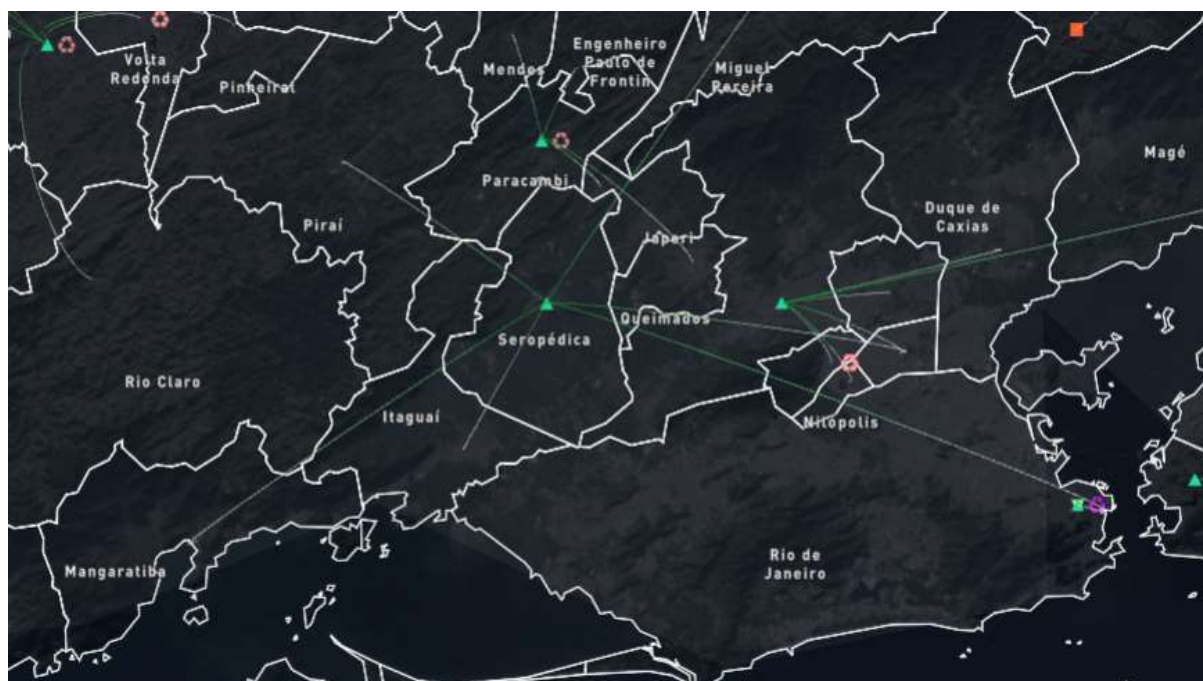 Engenheiro
Paulo de
Frontin
Volta
Redonda
Mendes
Miguel
Pereira
Pinheiral
Magé
Paracambi
Duque de
Caxias
Piraí
Japeri
Queimados
Seropédica
Rio Claro
Itaguaí
Nilópolis
Rio de
Janeiro
Mangaratiba